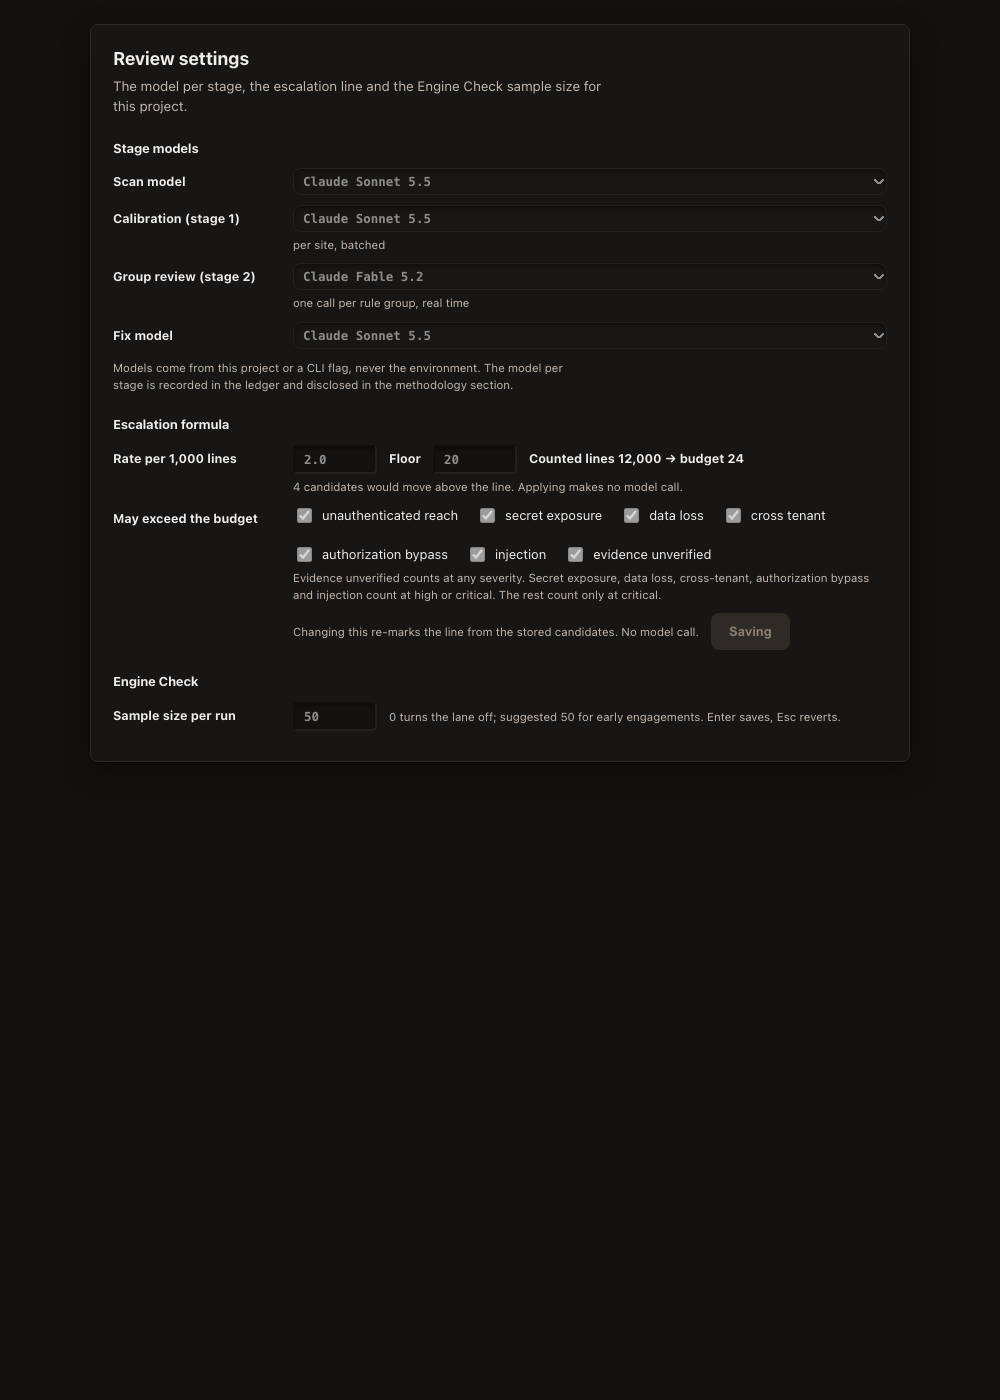 Review settings
The model per stage, the escalation line and the Engine Check sample size for
this project.
Stage models
Scan model
Claude Sonnet 5.5
Calibration (stage 1)
Claude Sonnet 5.5
per site, batched
Group review (stage 2)
Claude Fable 5.2
one call per rule group, real time
Fix model
Claude Sonnet 5.5
Models come from this project or a CLI flag, never the environment. The model per
stage is recorded in the ledger and disclosed in the methodology section.
Escalation formula
Rate per 1,000 lines 2.0 Floor 20 Counted lines 12,000 → budget 24
4 candidates would move above the line. Applying makes no model call.
May exceed the budget unauthenticated reach secret exposure data loss cross tenant
authorization bypass injection evidence unverified
Evidence unverified counts at any severity. Secret exposure, data loss, cross-tenant, authorization bypass
and injection count at high or critical. The rest count only at critical.
Changing this re-marks the line from the stored candidates. No model call. Saving
Engine Check
Sample size per run 50 0 turns the lane off; suggested 50 for early engagements. Enter saves, Esc reverts.